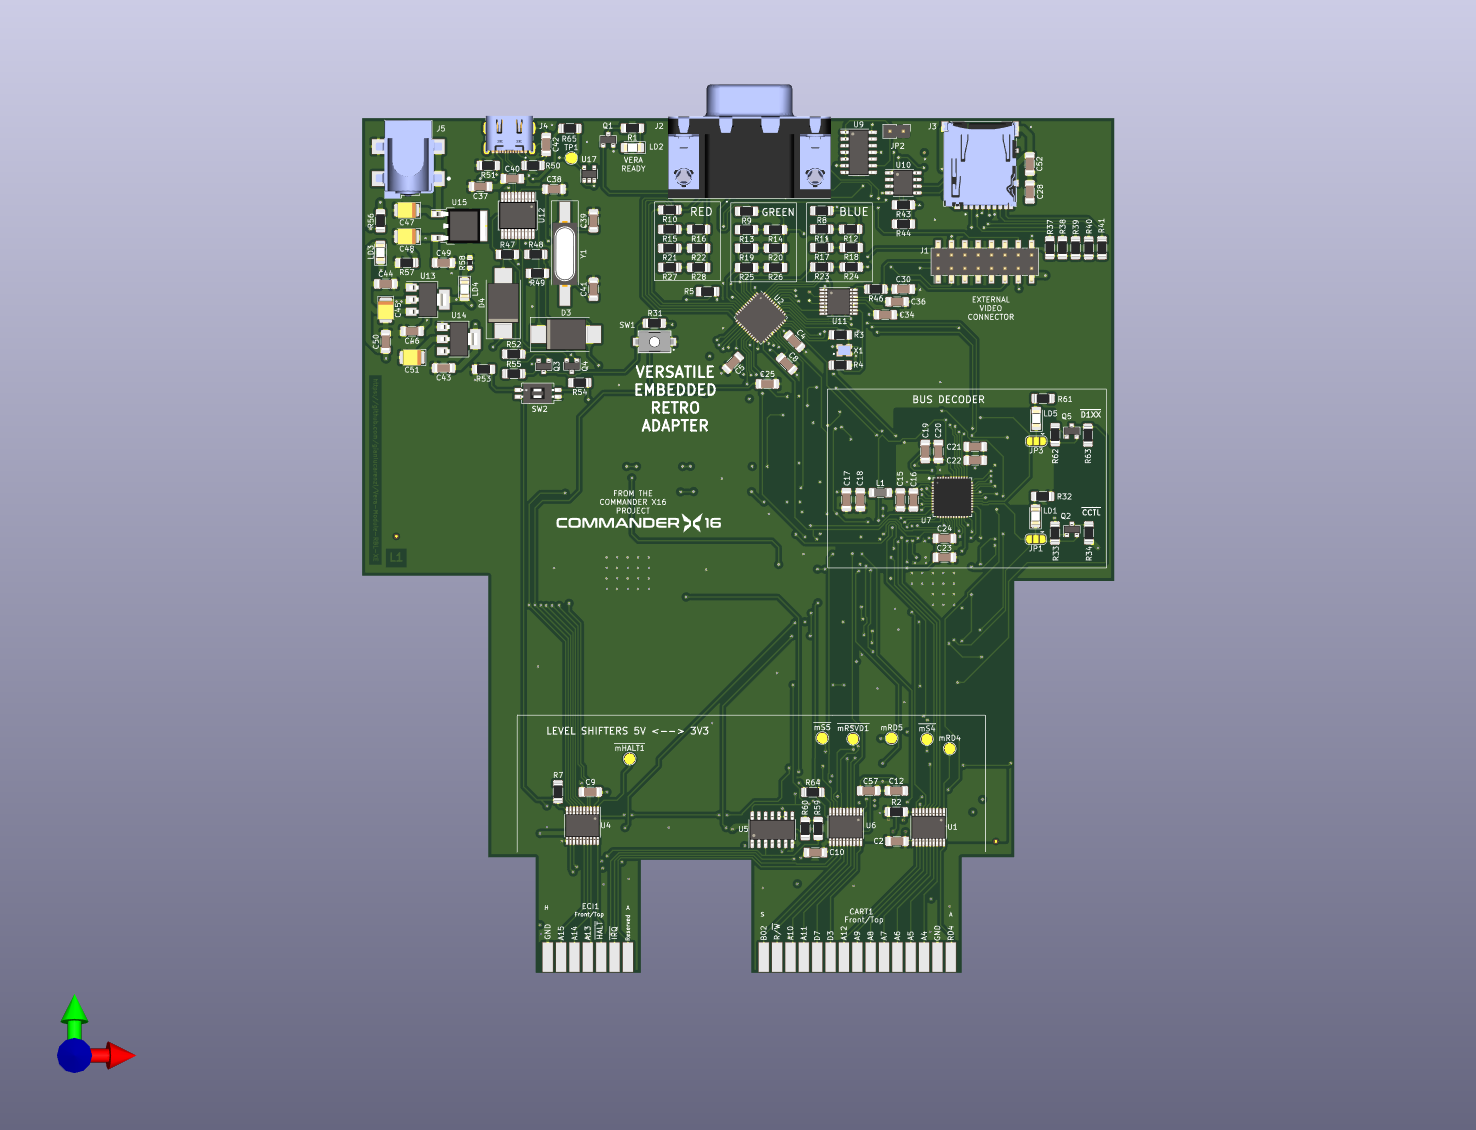 J5
J4
R65
TP1
C42
Q1
R1
LD2
VERA
READY
J2
U9
JP2
J3
U17
R51
C40
R50
C37
C38
U10
R43
R44
C52
C28
R56
C47
U15
U12
C39
RED
GREEN
BLUE
R10
R9
R8
R15
R16
R13
R14
R11
R12
R21
R22
R19
R20
R17
R18
R27
R28
R25
R26
R23
R24
R37
R38
R39
R40
R41
J1
LD3
C48
R47
R48
Y1
R57
C49
R58
R49
C44
U13
LD4
D4
C41
R5
U2
R46
C30
C36
C34
U11
EXTERNAL
VIDEO
CONNECTOR
C45
U14
D3
SW1
R31
C46
C50
C4
R3
X1
R4
C51
C43
R52
R55
R53
Q3
Q4
R54
SW2
C5
C8
C25
VERSATILE
EMBEDDED
RETRO
ADAPTER
BUS DECODER
R61
LD5
Q5
D1XX
JP3
R62
R63
C19
C20
C21
C22
C17
C18
L1
C15
C16
U7
C24
C23
R32
LD1
Q2
CCTL
JP1
R33
R34
FROM THE
COMMANDER X16
PROJECT
COMMANDER X16
L1
LEVEL SHIFTERS 5V <--> 3V3
mHALT1
mS5
mRSVD1
mRD5
mS4
mRD4
R7
C9
U4
R64
R60
R59
U5
C10
C57
C12
R2
U6
C2
U1
H
ECI1
Front/Top
A
GND
A15
A14
A13
HALT
IRQ
Reserved
S
CART1
Front/Top
A
BO2
R/W
A10
A11
D7
D3
A12
A9
A8
A7
A6
A5
A4
GND
RD4